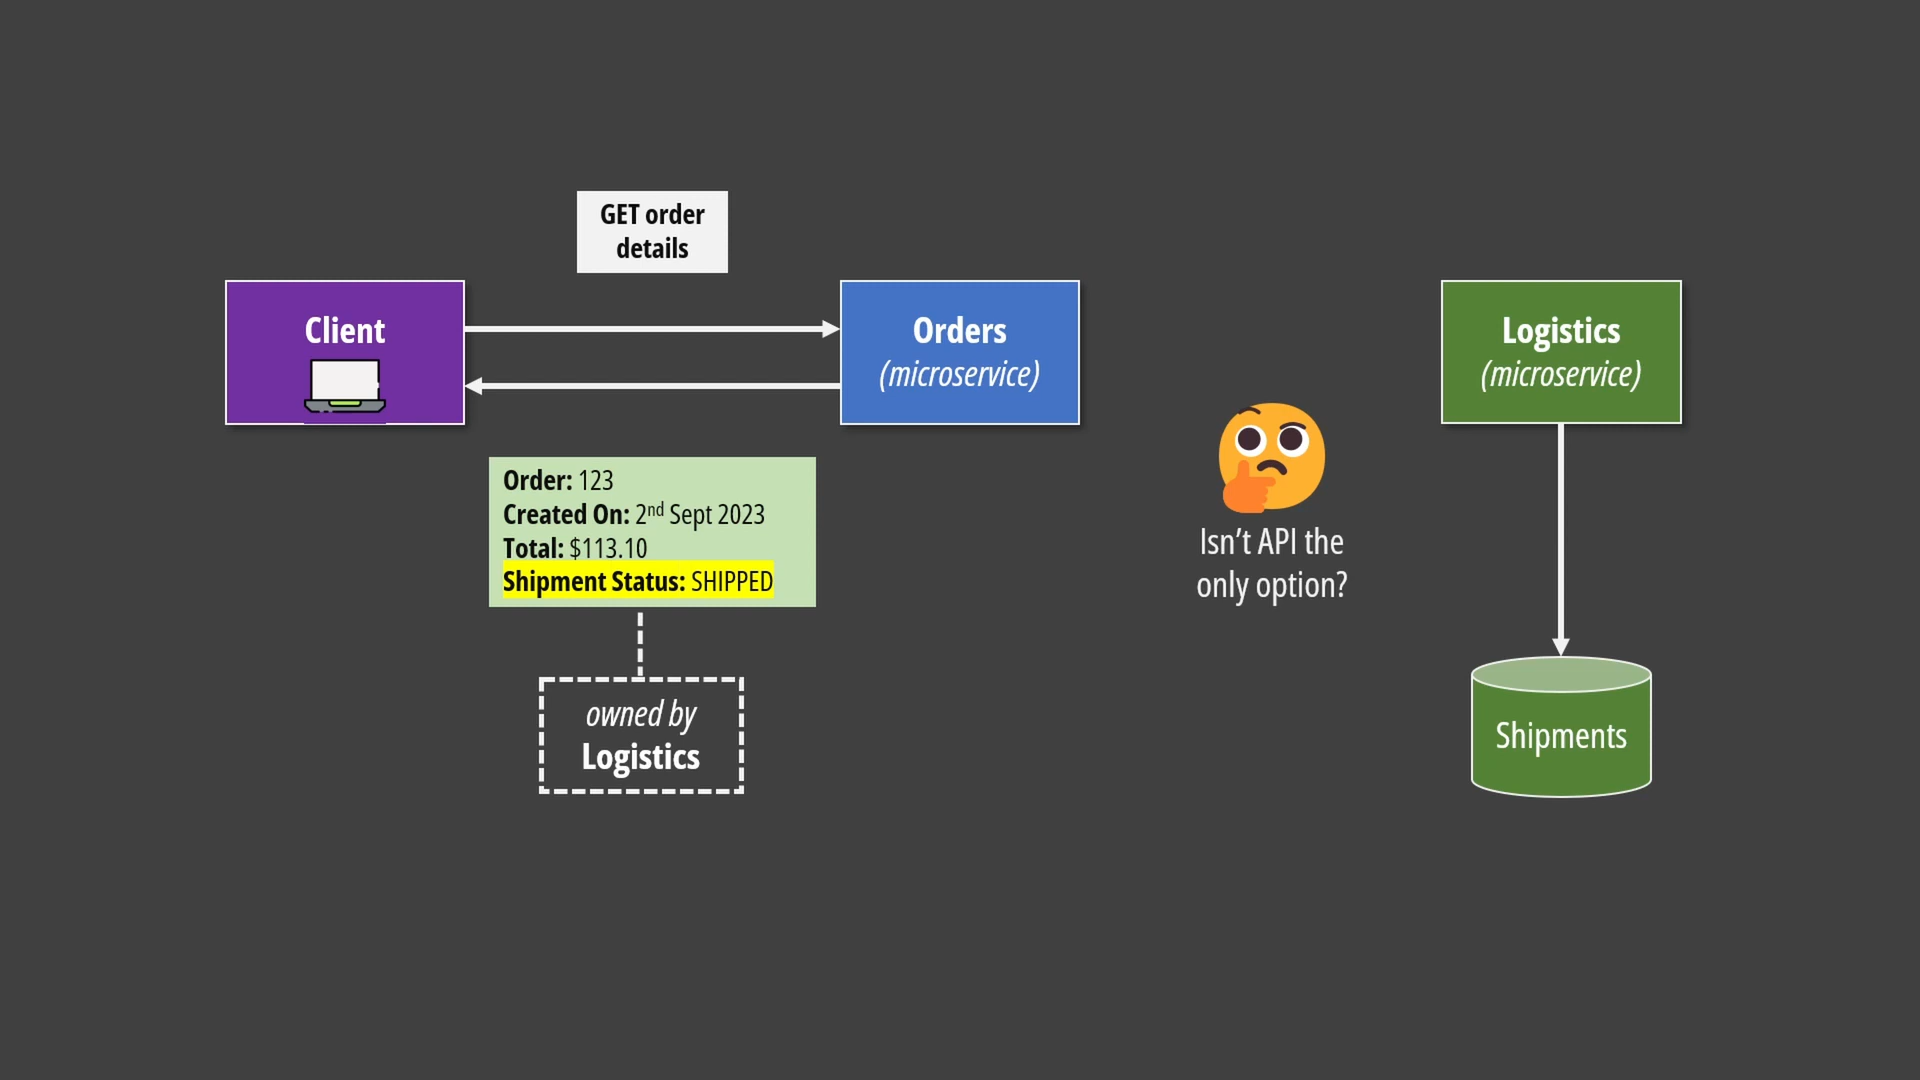 GET order
details
Client
Orders
(microservice)
Logistics
(microservice)
Order: 123
Created On: 2nd Sept 2023
Total: $113.10
Shipment Status: SHIPPED
Isn’t API the
only option?
owned by
Logistics
Shipments